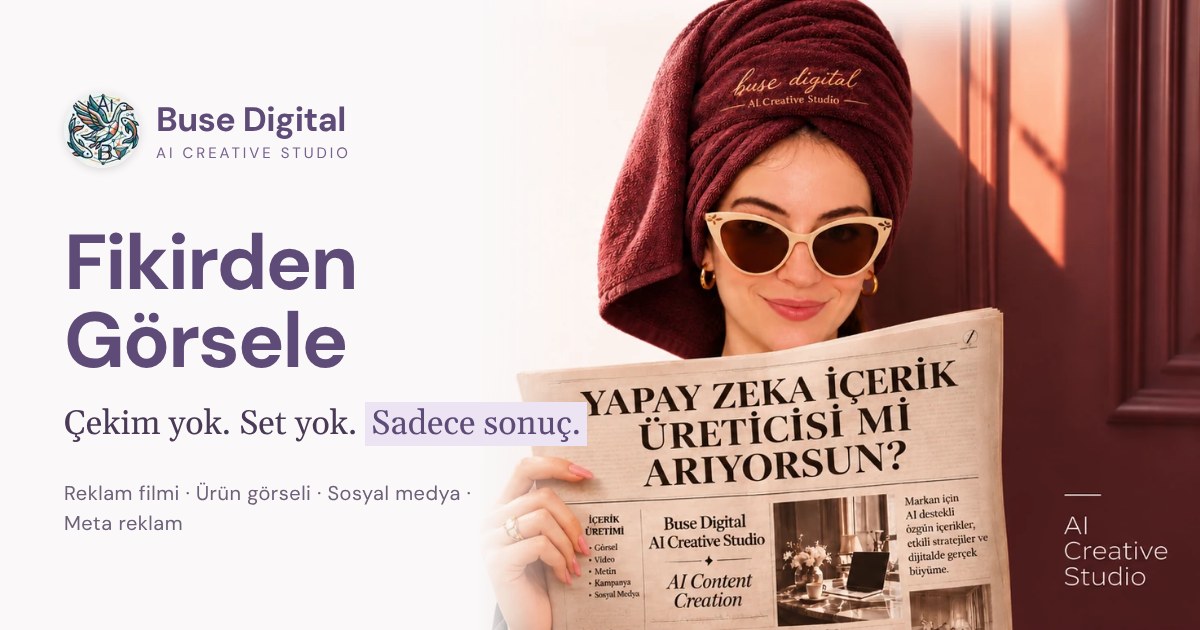 AI
B
Buse Digital
AI CREATIVE STUDIO
Fikirden
Görsele
Çekim yok. Set yok. Sadece sonuç.
Reklam filmi · Ürün görseli · Sosyal medya ·
Meta reklam
buse digital
AI Creative Studio
YAPAY ZEKA İÇERİK
ÜRETİCİSİ Mİ
ARIYORSUN?
İÇERİK
ÜRETİMİ
• Görsel
• Video
• Metin
• Kampanya
• Sosyal Medya
Buse Digital
AI Creative Studio
AI Content
Creation
Markan için
AI destekli
özgün içerikler,
etkili stratejiler ve
dijitalde gerçek
büyüme.
AI
Creative
Studio